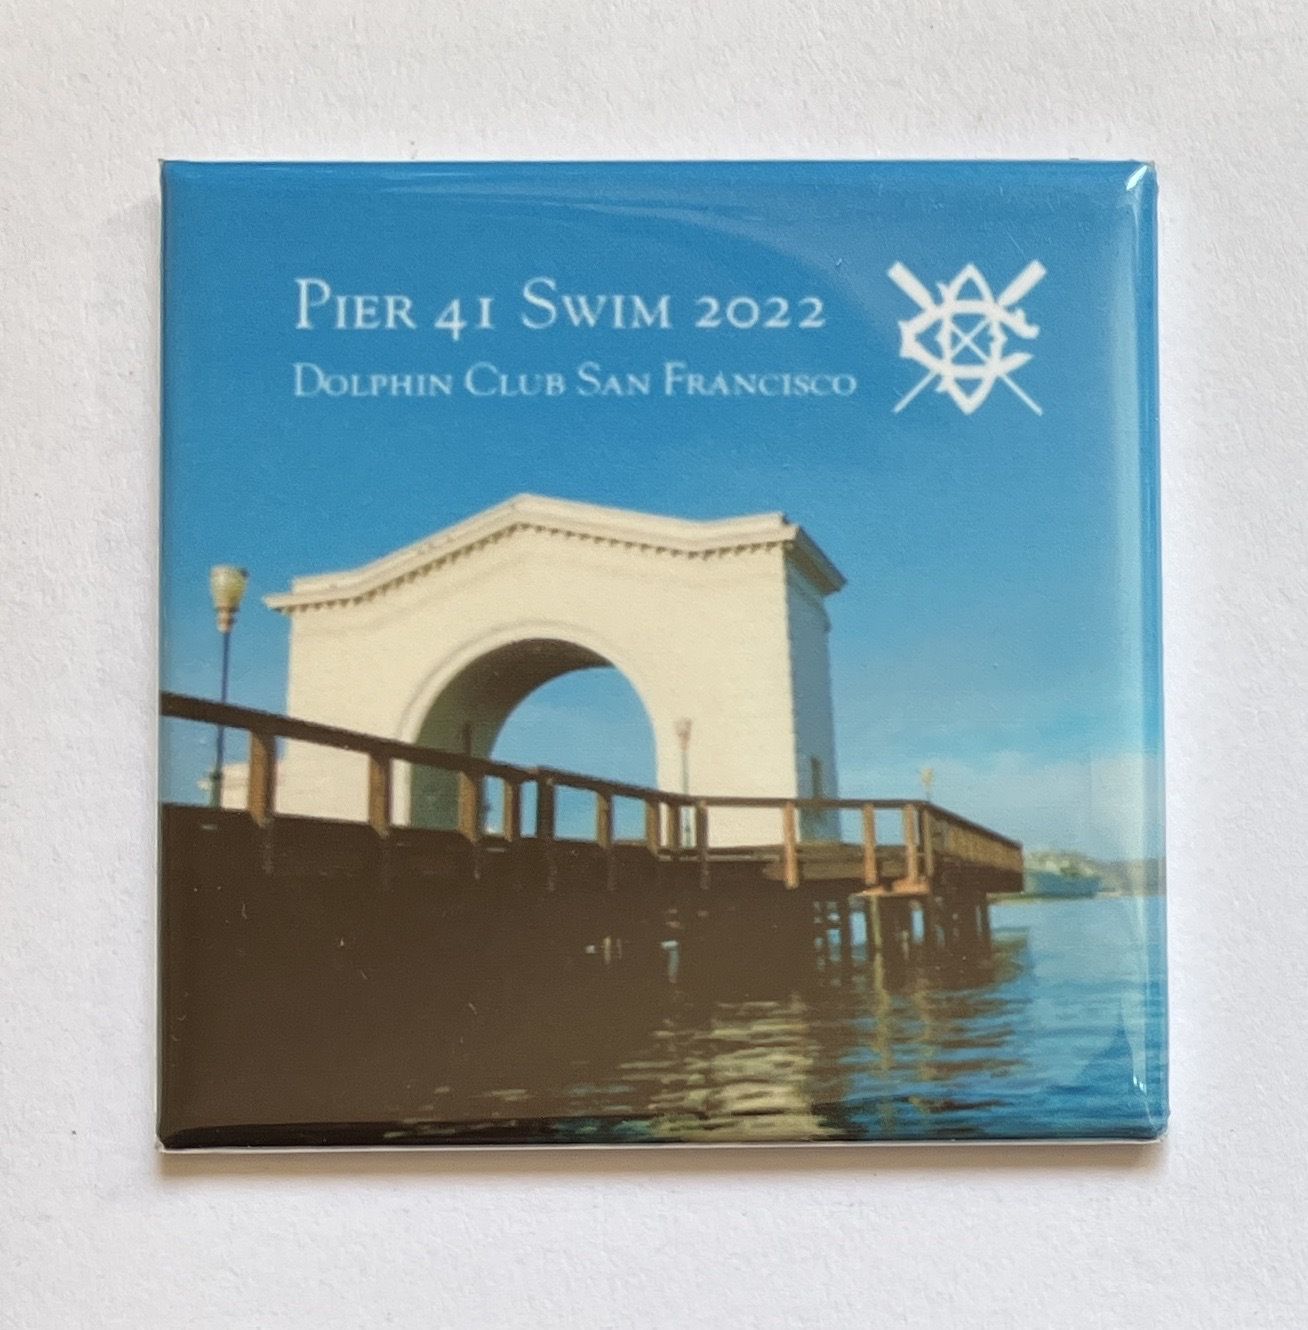 Pier 41 Swim 2022
Dolphin Club San Francisco